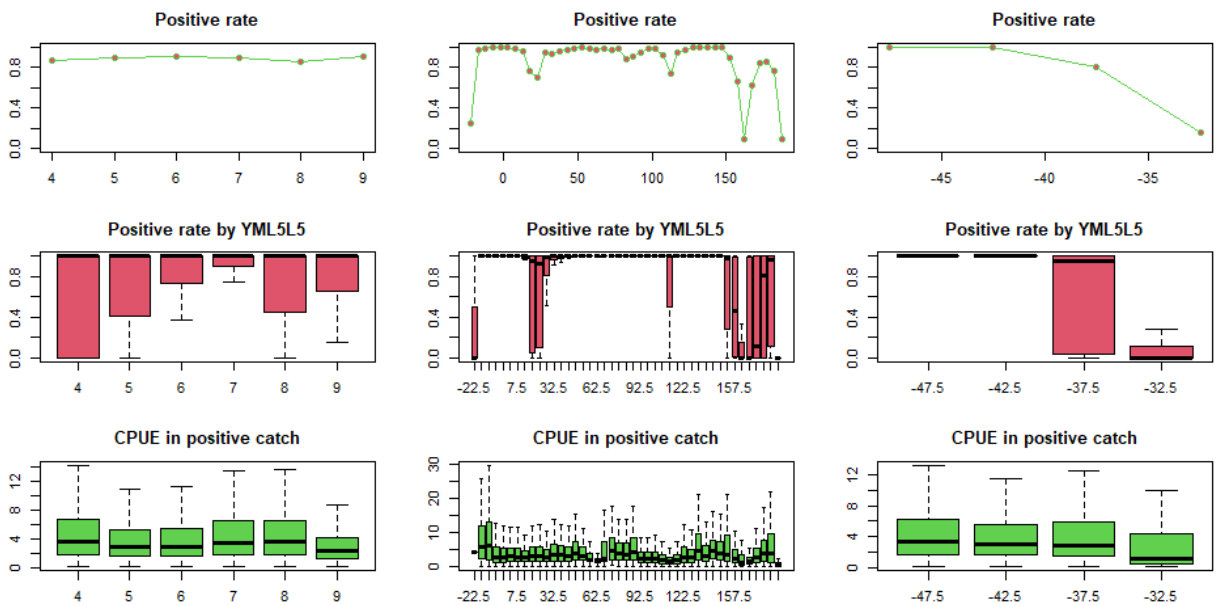 Positive rate
Positive rate
Positive rate
0.0 0.4 0.8
4 5 6 7 8 9
0.0 0.4 0.8
0 50 100 150
0.0 0.4 0.8
-45 -40 -35
Positive rate by YML5L5
Positive rate by YML5L5
Positive rate by YML5L5
0.0 0.4 0.8
4 5 6 7 8 9
0.0 0.4 0.8
-22.5 7.5 32.5 62.5 92.5 122.5 157.5
0.0 0.4 0.8
-47.5 -42.5 -37.5 -32.5
CPUE in positive catch
CPUE in positive catch
CPUE in positive catch
0 4 8 12
4 5 6 7 8 9
0 5 10 20 30
-22.5 7.5 32.5 62.5 92.5 122.5 157.5
0 4 8 12
-47.5 -42.5 -37.5 -32.5